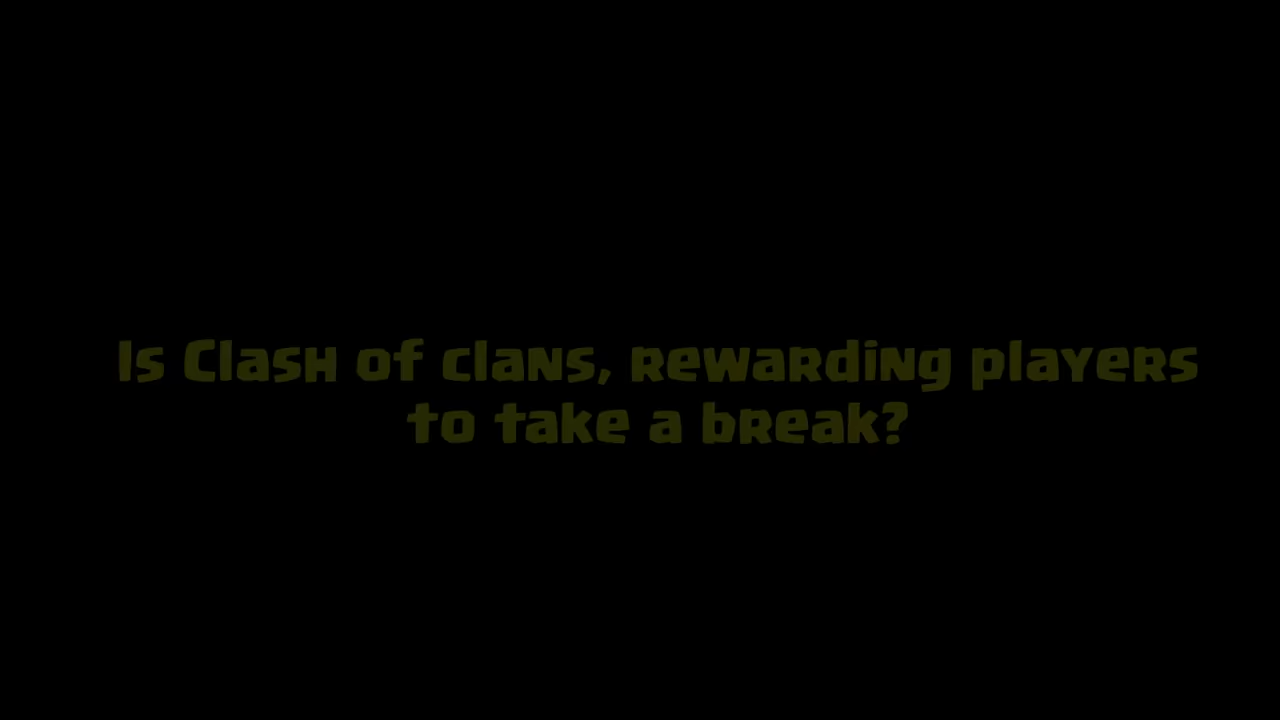 Is Clash of clans, rewarding players
to take a break?